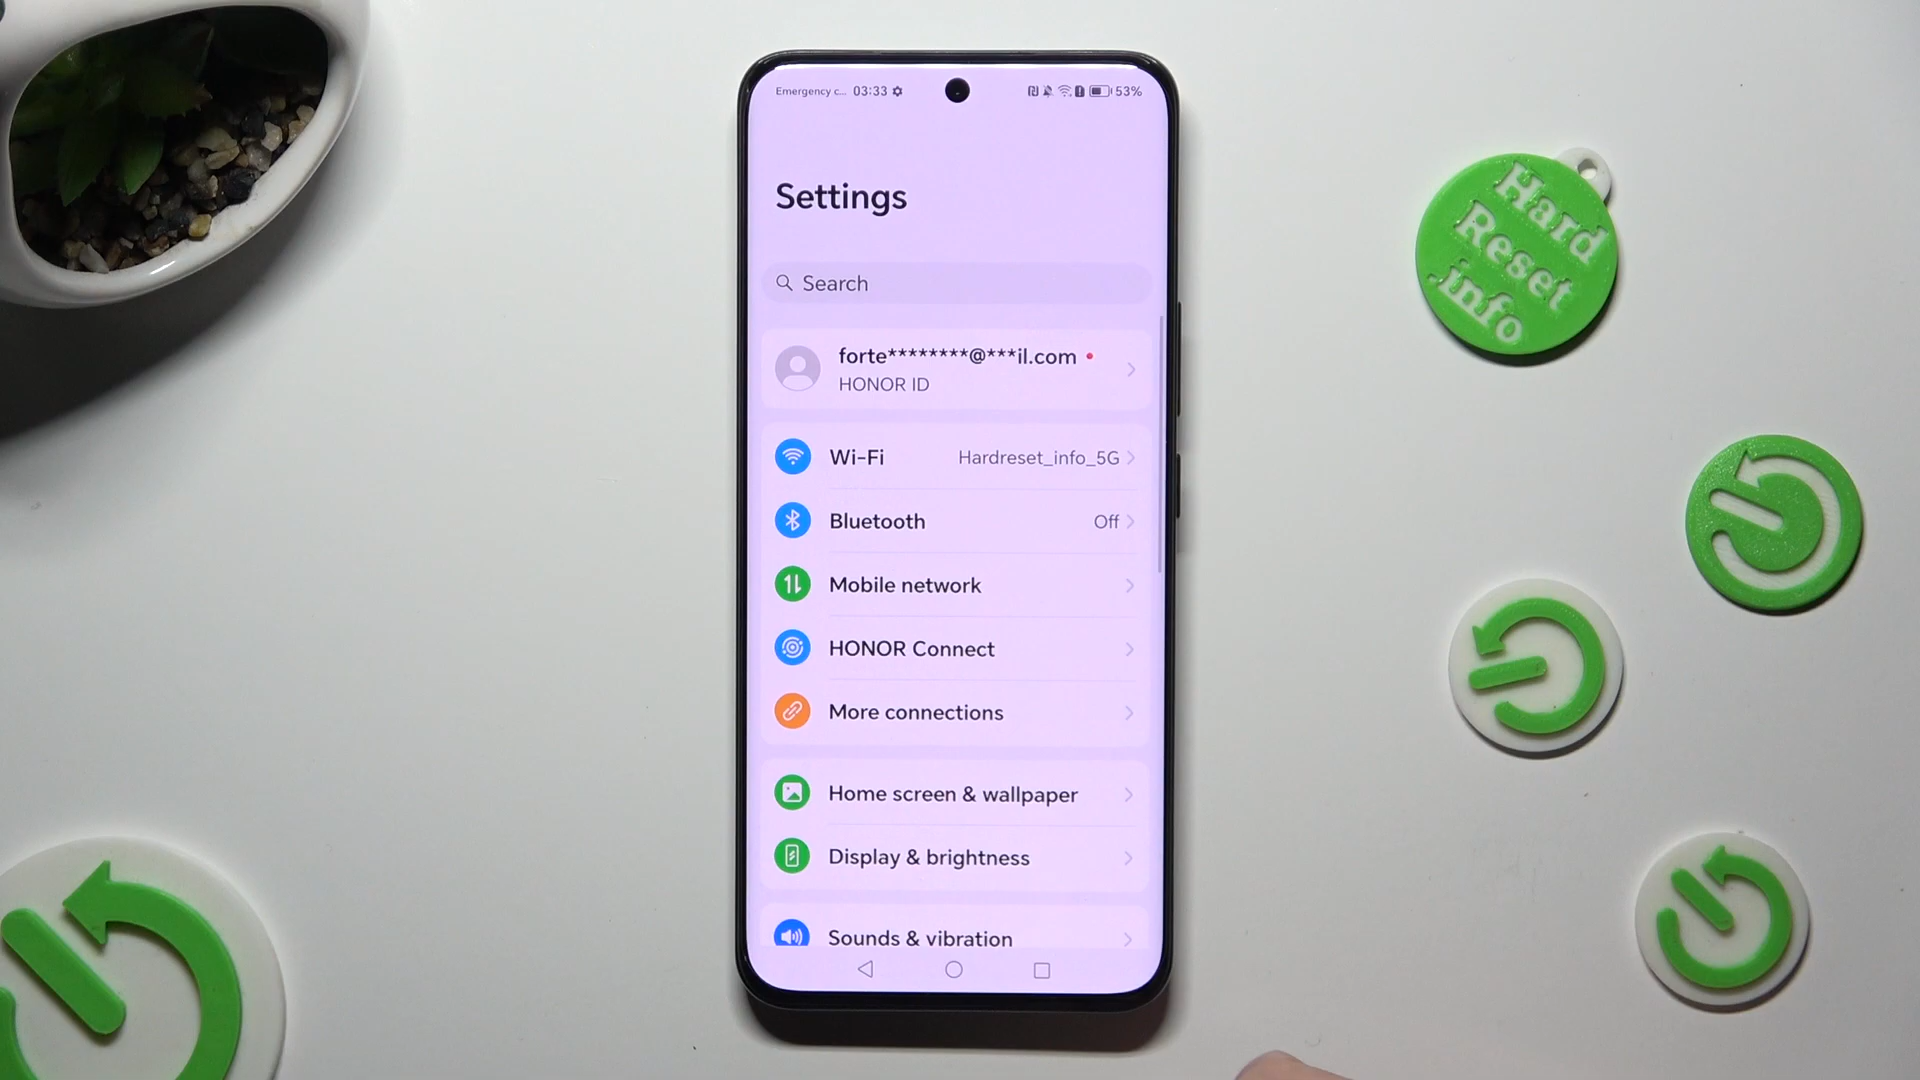 Emergency c... 03:33 53%
Settings
Search
forte********@***il.com
HONOR ID
Wi-Fi Hardreset_info_5G
Bluetooth Off
Mobile network
HONOR Connect
More connections
Home screen & wallpaper
Display & brightness
Sounds & vibration
Hard
Reset
.info